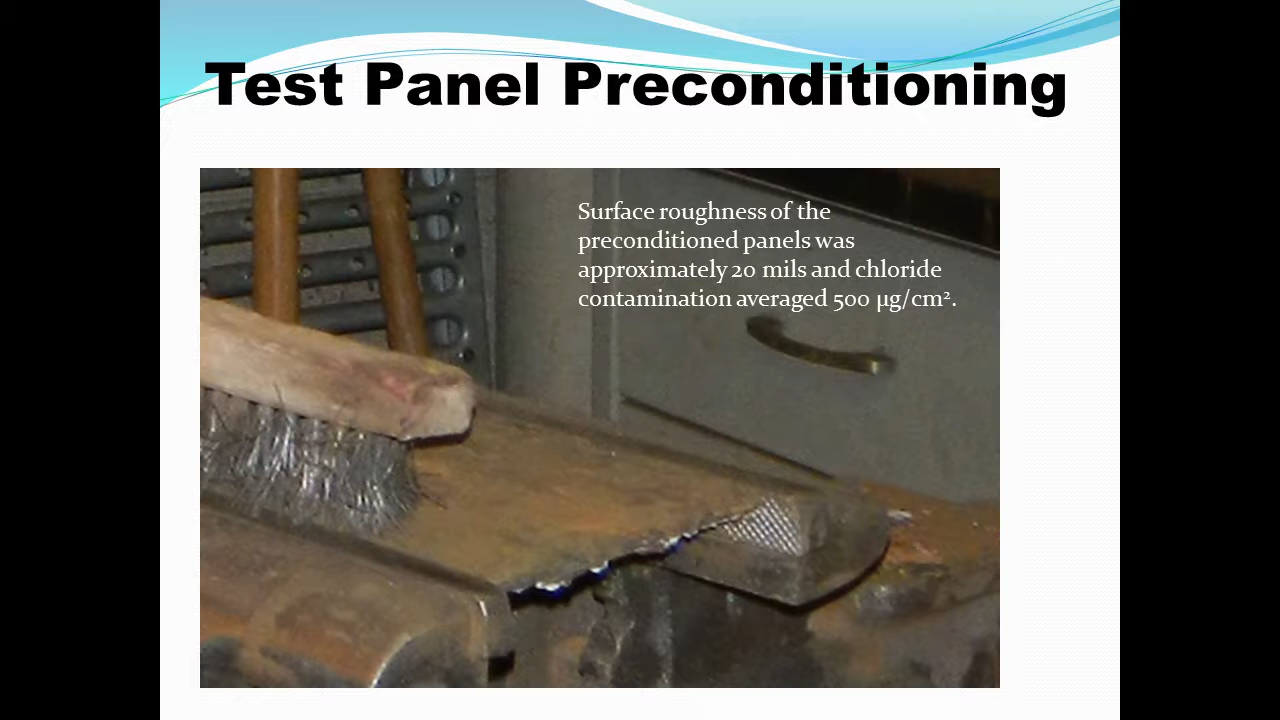 Test Panel Preconditioning
Surface roughness of the
preconditioned panels was
approximately 20 mils and chloride
contamination averaged 500 µg/cm².